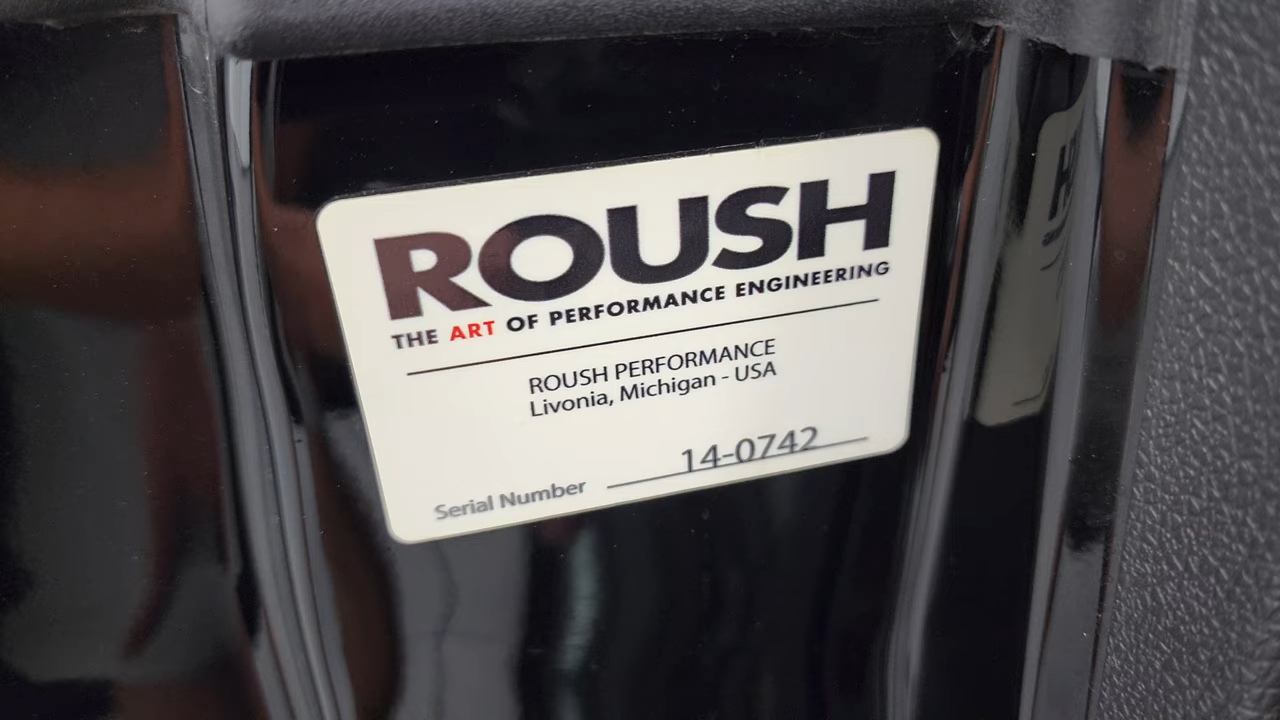 ROUSH
THE ART OF PERFORMANCE ENGINEERING
ROUSH PERFORMANCE
Livonia, Michigan - USA
Serial Number 14-0742